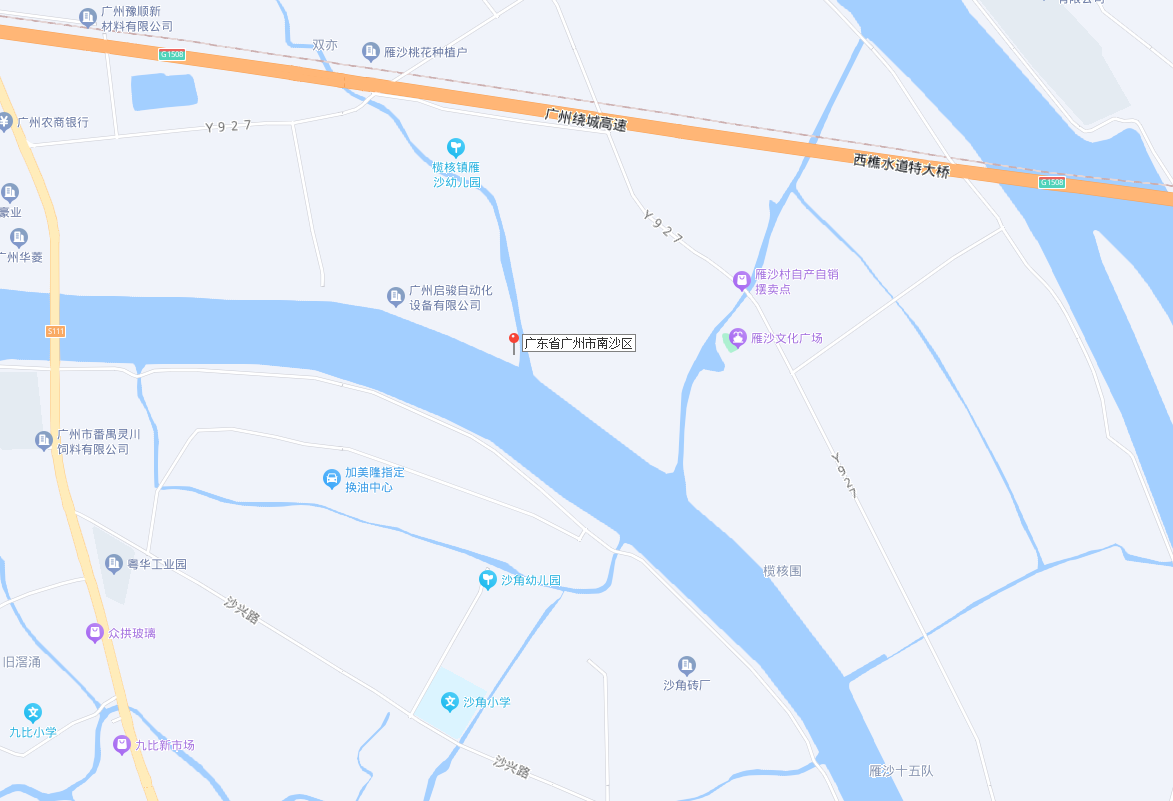 广州豫顺新
材料有限公司
双亦
雁沙桃花种植户
G1508
广州农商银行
Y927
广州绕城高速
西樵水道特大桥
G1508
榄核镇雁
沙幼儿园
豪业
广州华菱
Y927
雁沙村自产自销
摆卖点
广州启骏自动化
设备有限公司
S111
广东省广州市南沙区
雁沙文化广场
广州市番禺灵川
饲料有限公司
加美隆指定
换油中心
Y927
粤华工业园
沙角幼儿园
榄核围
沙兴路
众拱玻璃
旧滘涌
沙角砖厂
沙角小学
九比小学
九比新市场
沙兴路
雁沙十五队